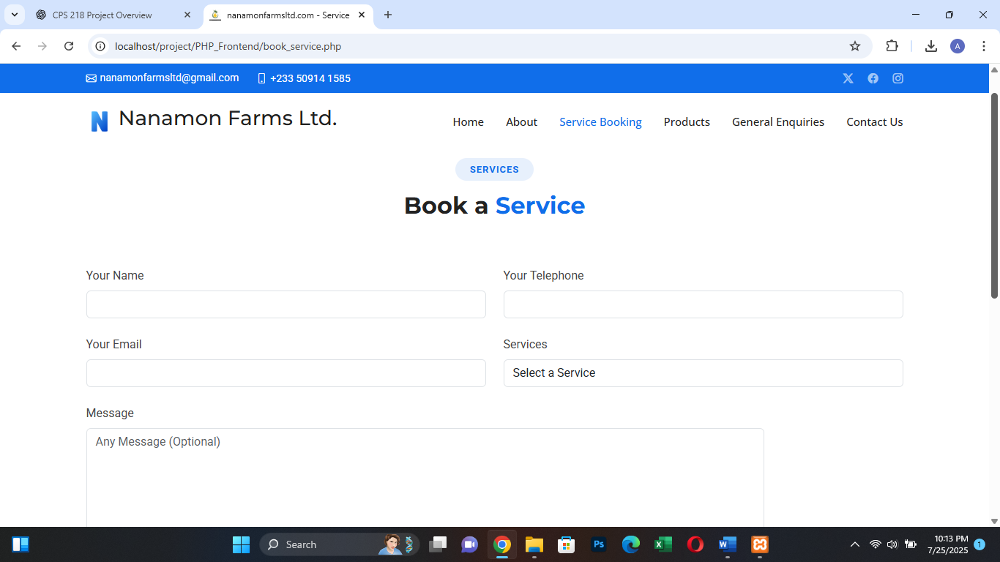 CPS 218 Project Overview
nanamonfarmsltd.com - Service
localhost/project/PHP_Frontend/book_service.php
A
nanamonfarmsltd@gmail.com +233 50914 1585
N Nanamon Farms Ltd.
Home About Service Booking Products General Enquiries Contact Us
SERVICES
Book a Service
Your Name Your Telephone
Your Email Services
Select a Service
Message
Any Message (Optional)
Search
Ps
10:13 PM
7/25/2025
1